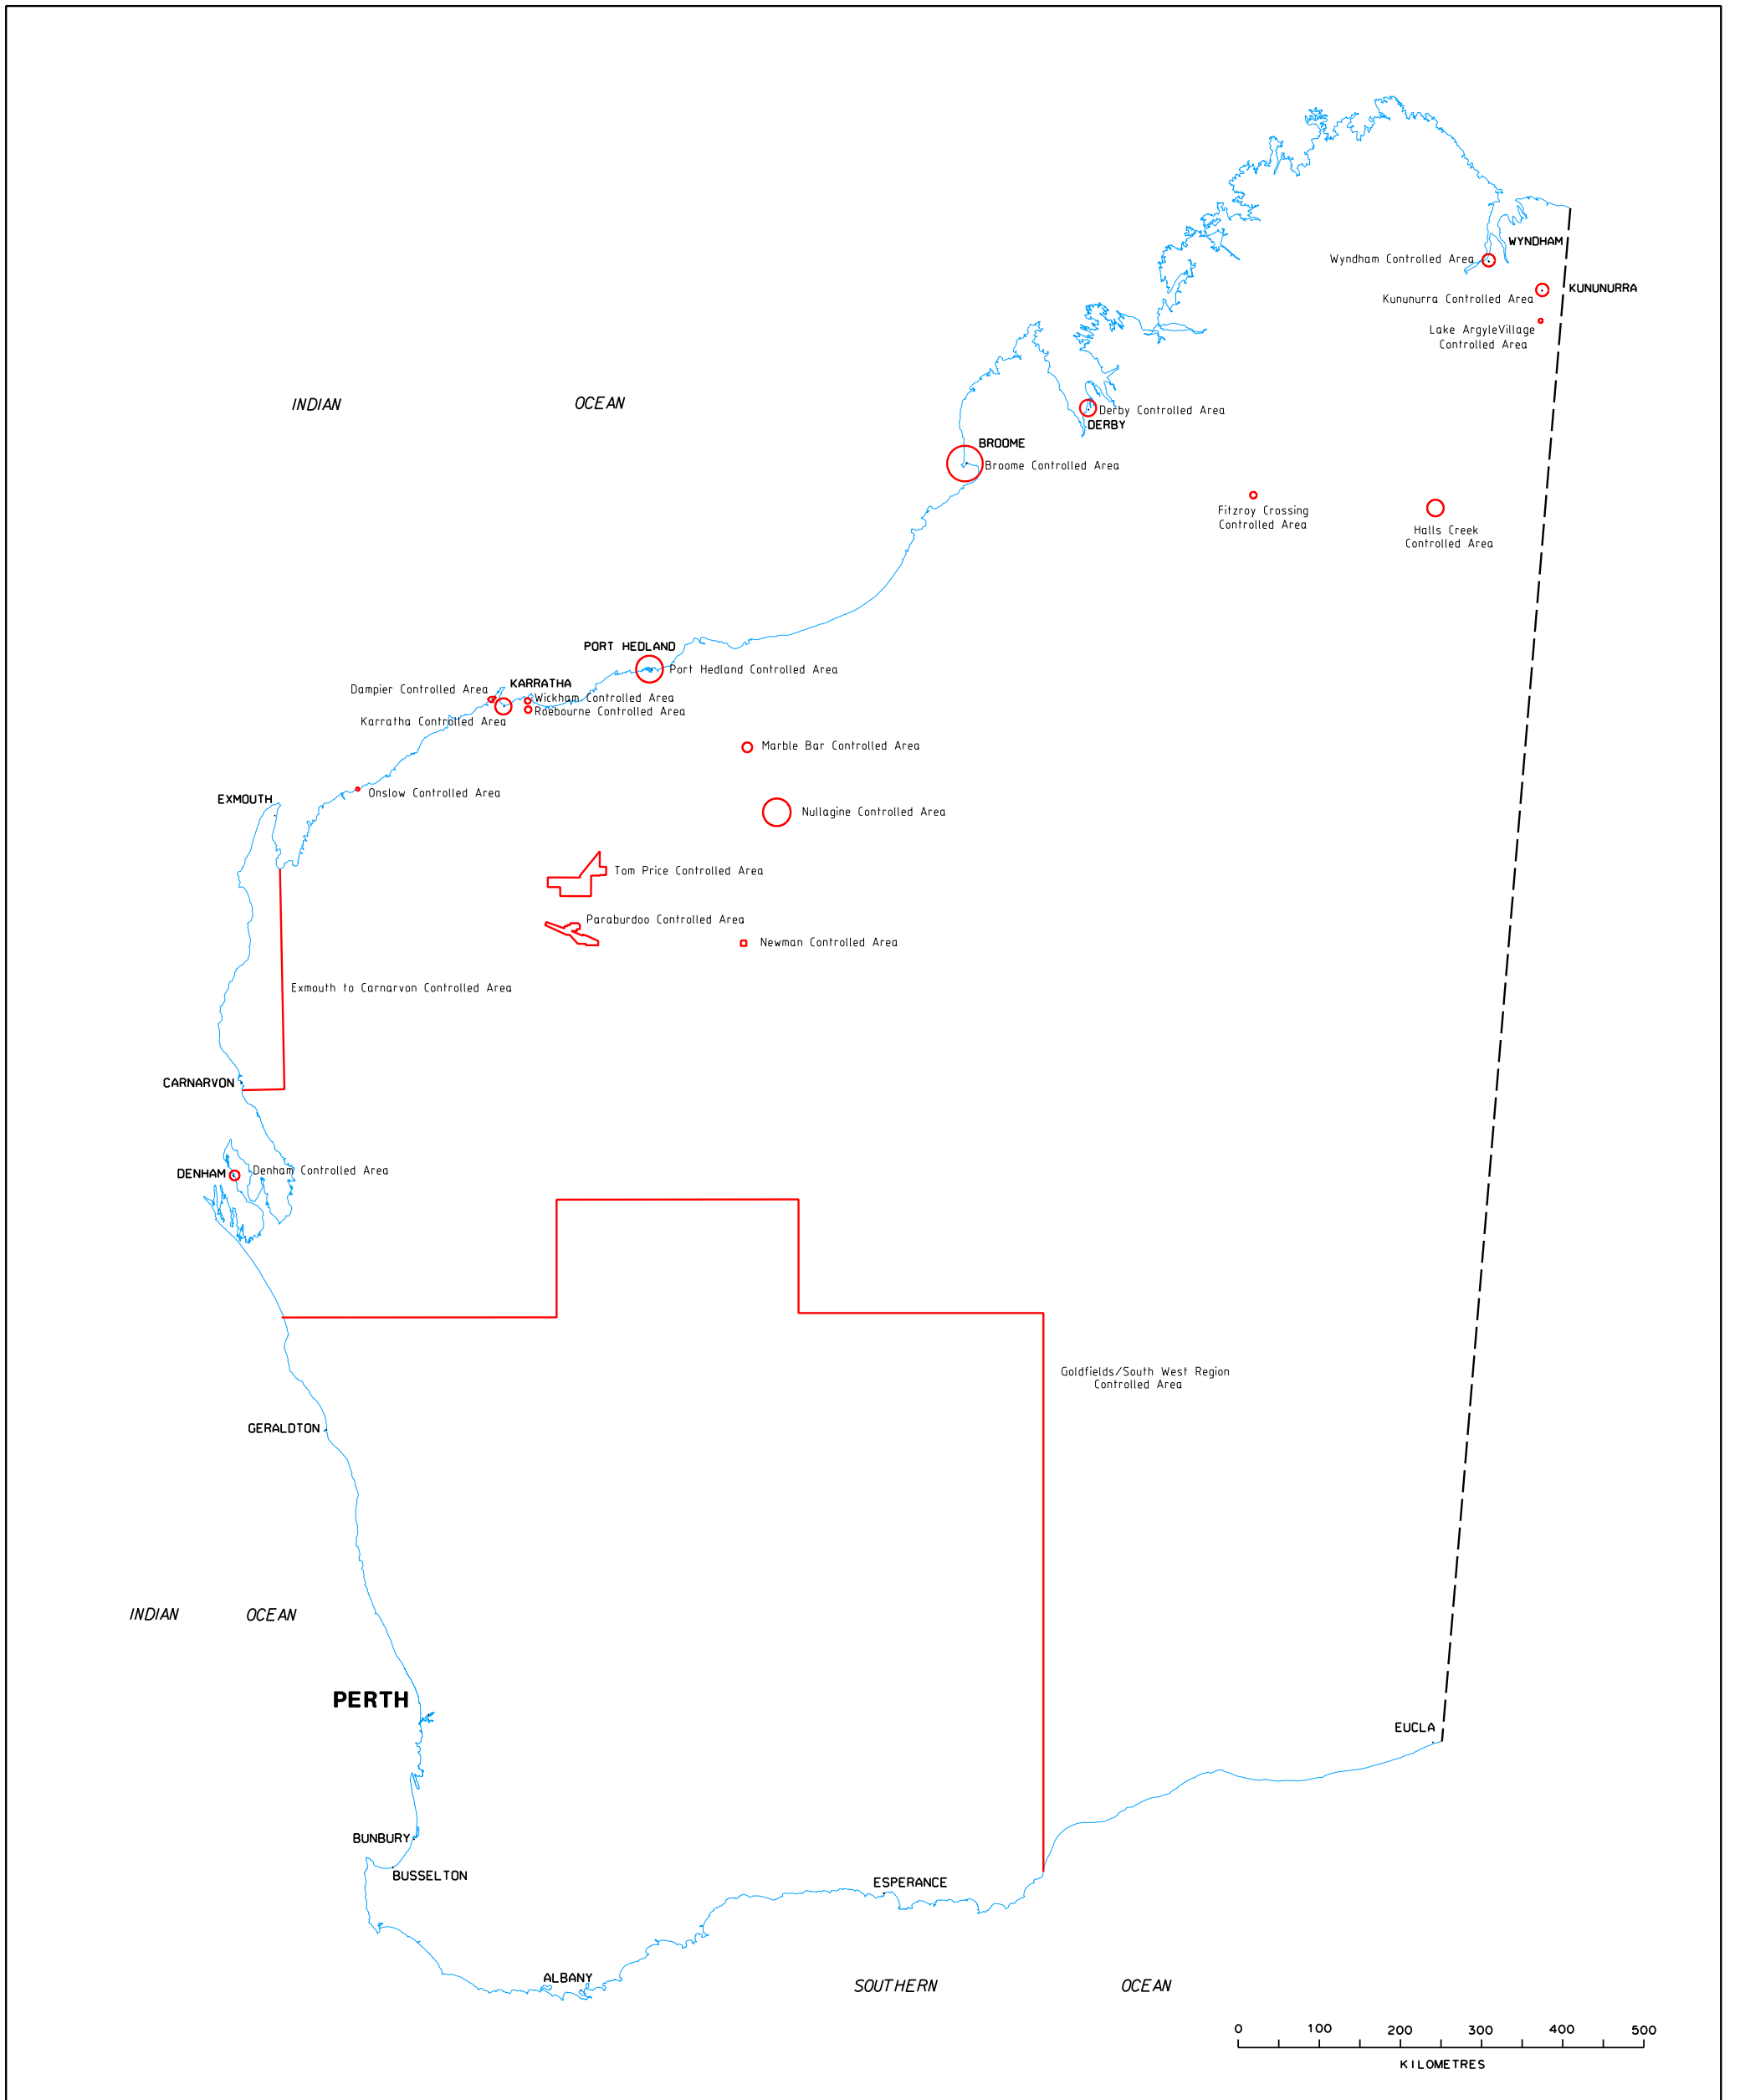 WYNDHAM
Wyndham Controlled Area
KUNUNURRA
Kununurra Controlled Area
Lake ArgyleVillage
Controlled Area
INDIAN OCEAN
Derby Controlled Area
DERBY
BROOME
Broome Controlled Area
Fitzroy Crossing
Controlled Area
Halls Creek
Controlled Area
PORT HEDLAND
Port Hedland Controlled Area
KARRATHA
Dampier Controlled Area
Wickham Controlled Area
Roebourne Controlled Area
Karratha Controlled Area
Marble Bar Controlled Area
Onslow Controlled Area
EXMOUTH
Nullagine Controlled Area
Tom Price Controlled Area
Paraburdoo Controlled Area
Newman Controlled Area
Exmouth to Carnarvon Controlled Area
CARNARVON
DENHAM
Denham Controlled Area
Goldfields/South West Region
Controlled Area
GERALDTON
INDIAN OCEAN
PERTH
EUCLA
BUNBURY
BUSSELTON
ESPERANCE
ALBANY
SOUTHERN OCEAN
0 100 200 300 400 500
KILOMETRES